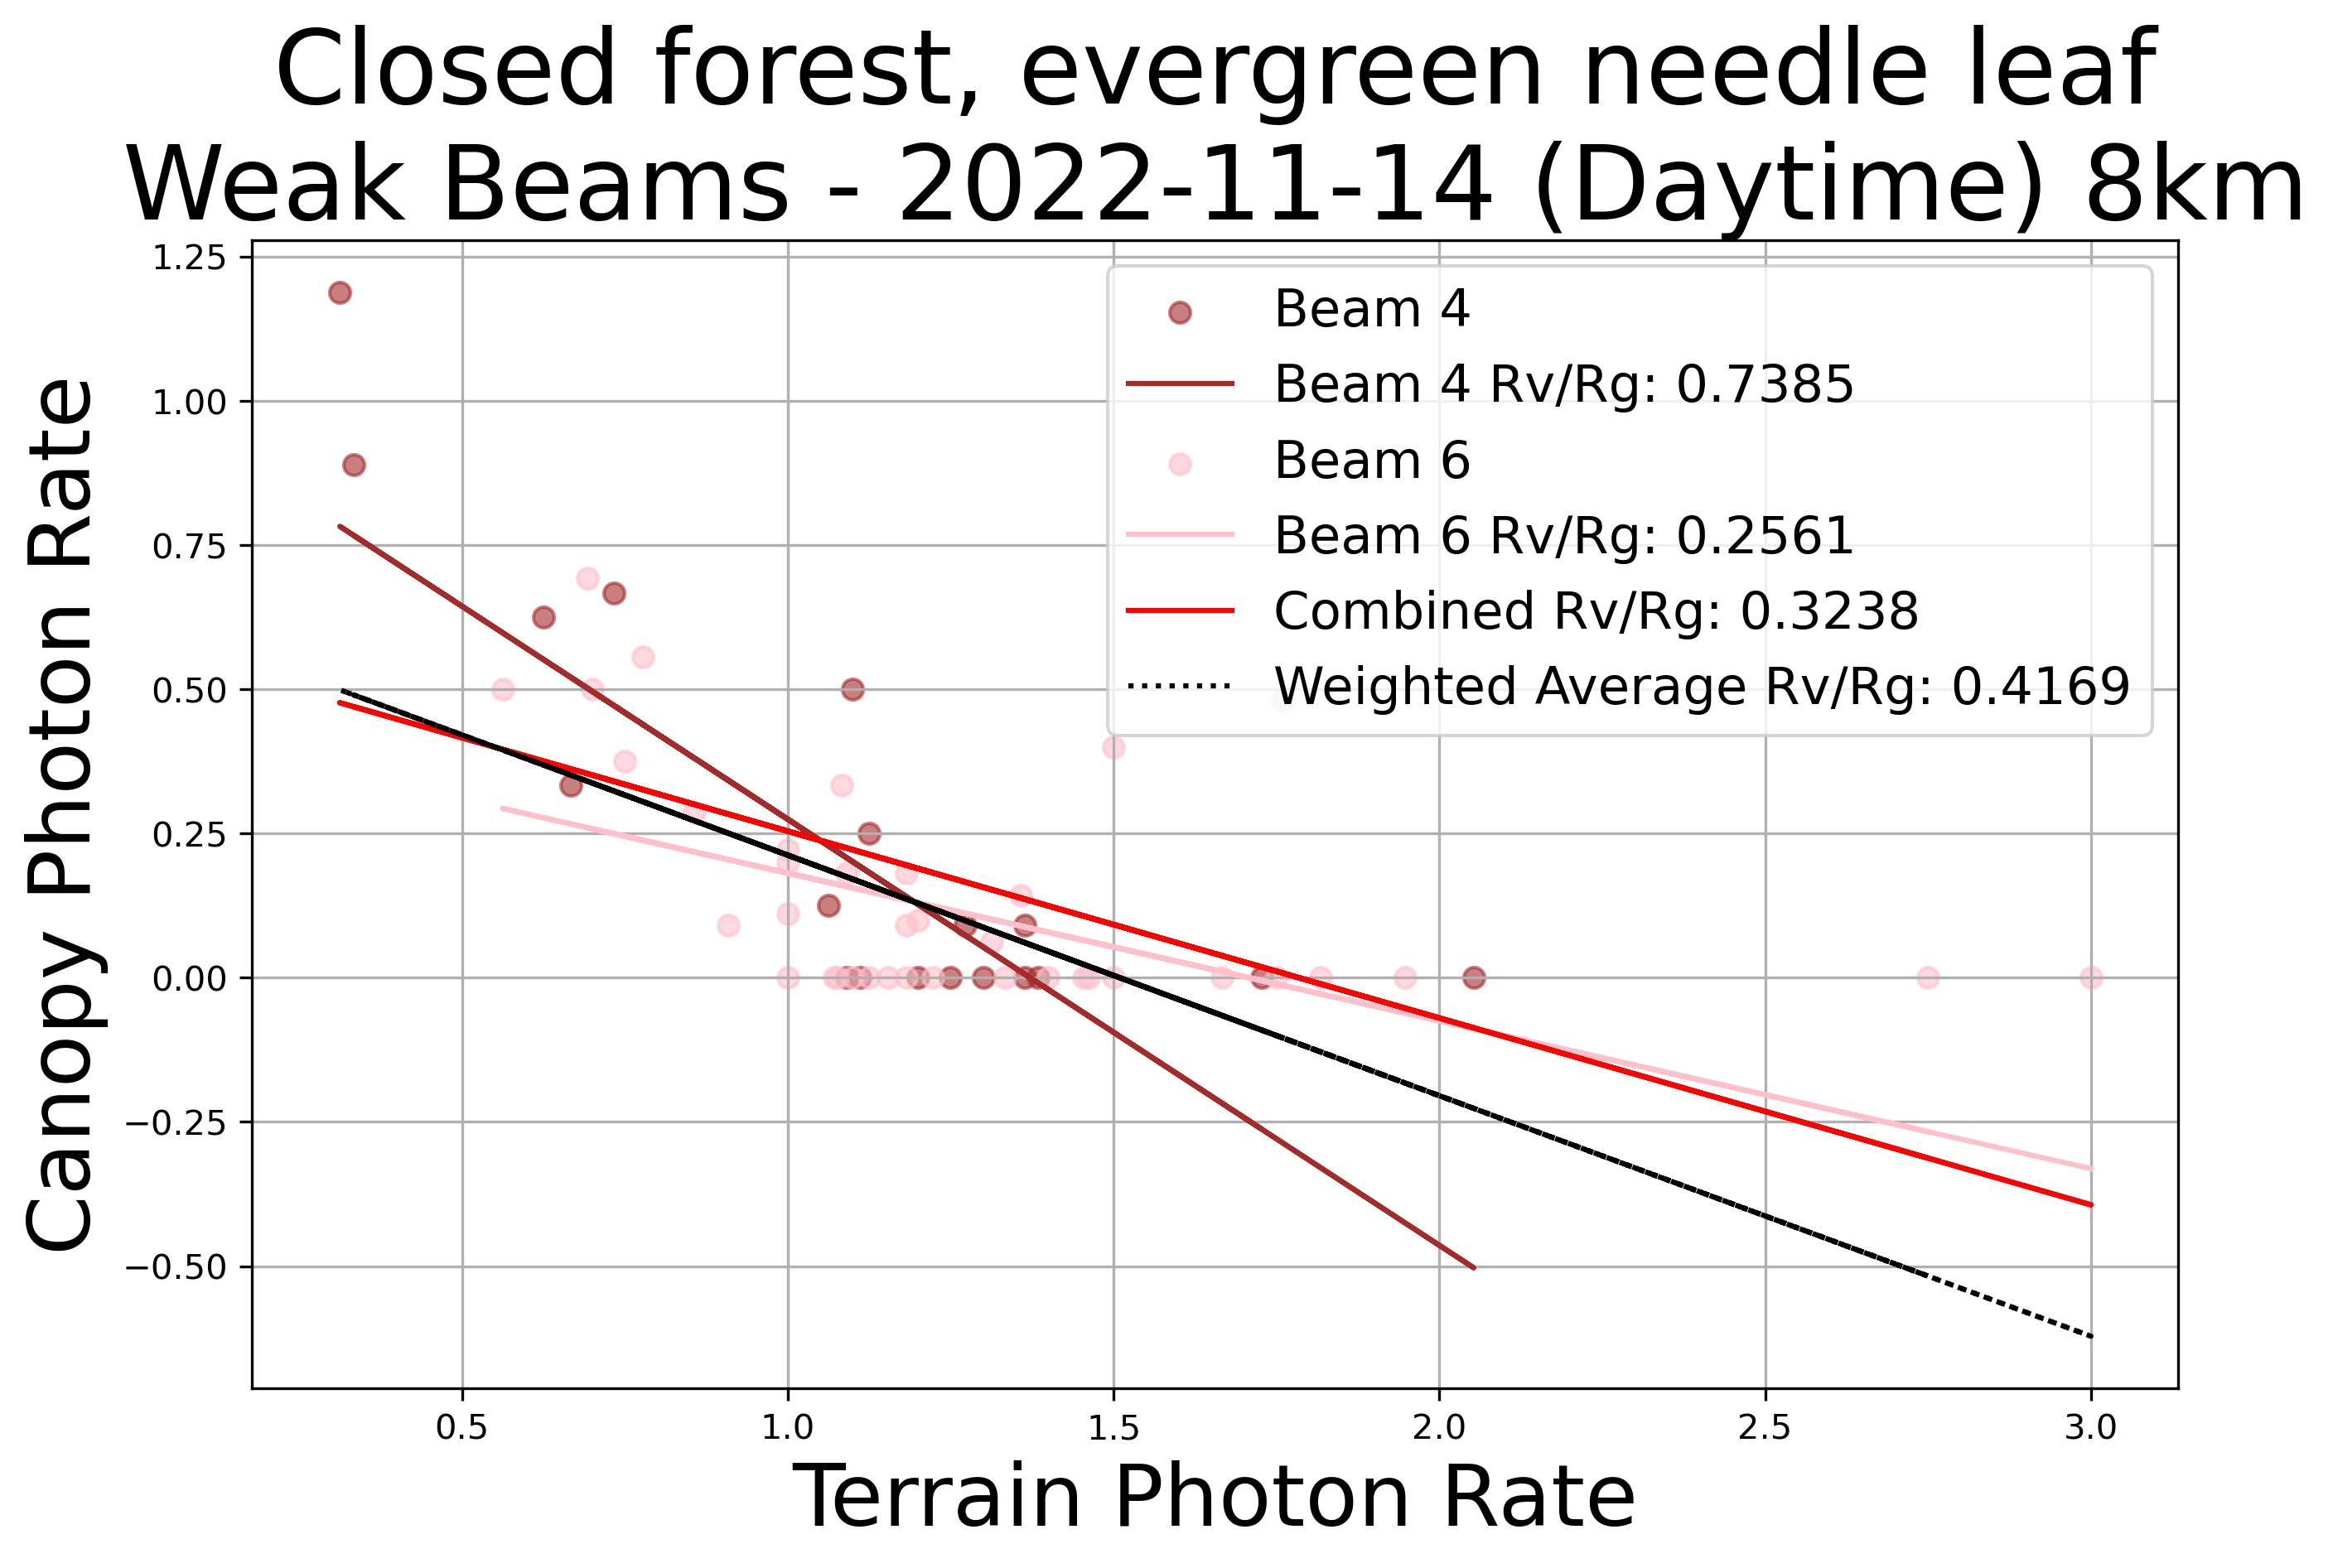 Closed forest, evergreen needle leaf
Weak Beams - 2022-11-14 (Daytime) 8km
Canopy Photon Rate
1.25
1.00
0.75
0.50
0.25
0.00
−0.25
−0.50
Beam 4
Beam 4 Rv/Rg: 0.7385
Beam 6
Beam 6 Rv/Rg: 0.2561
Combined Rv/Rg: 0.3238
Weighted Average Rv/Rg: 0.4169
0.5 1.0 1.5 2.0 2.5 3.0
Terrain Photon Rate